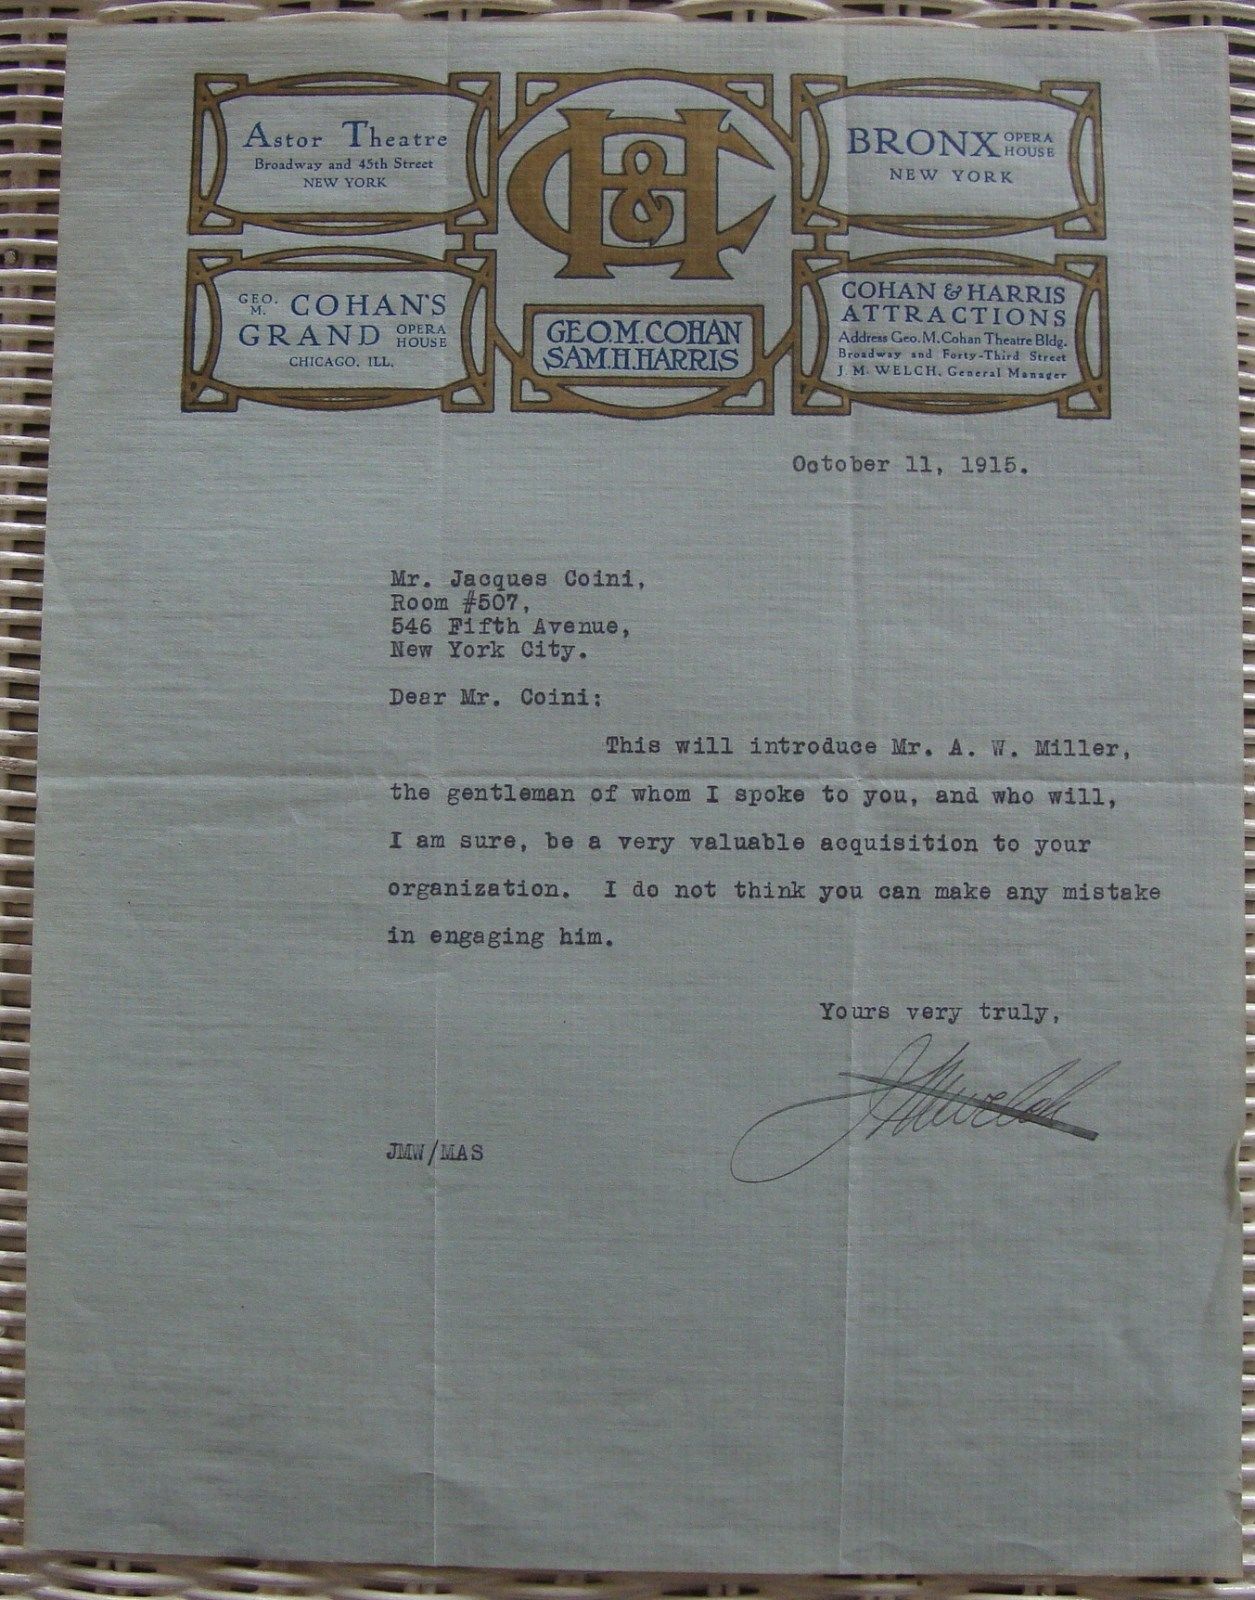 Astor Theatre
Broadway and 45th Street
NEW YORK
C H & H
BRONX OPERA HOUSE
NEW YORK
GEO. M. COHAN'S
GRAND OPERA HOUSE
CHICAGO, ILL.
GEO. M. COHAN
SAM. H. HARRIS
COHAN & HARRIS
ATTRACTIONS
Address Geo. M. Cohan Theatre Bldg.
Broadway and Forty-Third Street
J. M. WELCH, General Manager
October 11, 1915.
Mr. Jacques Coini,
Room #507,
546 Fifth Avenue,
New York City.
Dear Mr. Coini:
This will introduce Mr. A. W. Miller,
the gentleman of whom I spoke to you, and who will,
I am sure, be a very valuable acquisition to your
organization. I do not think you can make any mistake
in engaging him.
Yours very truly,
JMWelch
JMW/MAS